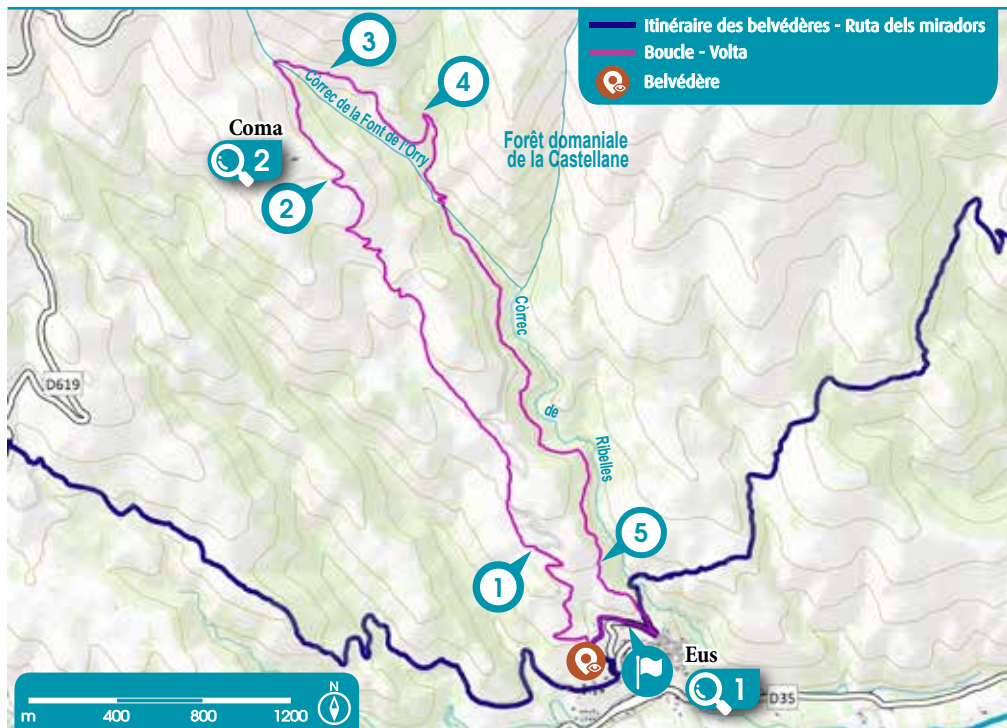 Itinéraire des belvédères - Ruta dels miradors
Boucle - Volta
Belvédère
3
4
Còrrec de la Font de l'Orry
Coma
2
2
Forêt domaniale
de la Castellane
Còrrec
de
Ribelles
D619
5
1
Eus
1
D35
m 400 800 1200
N